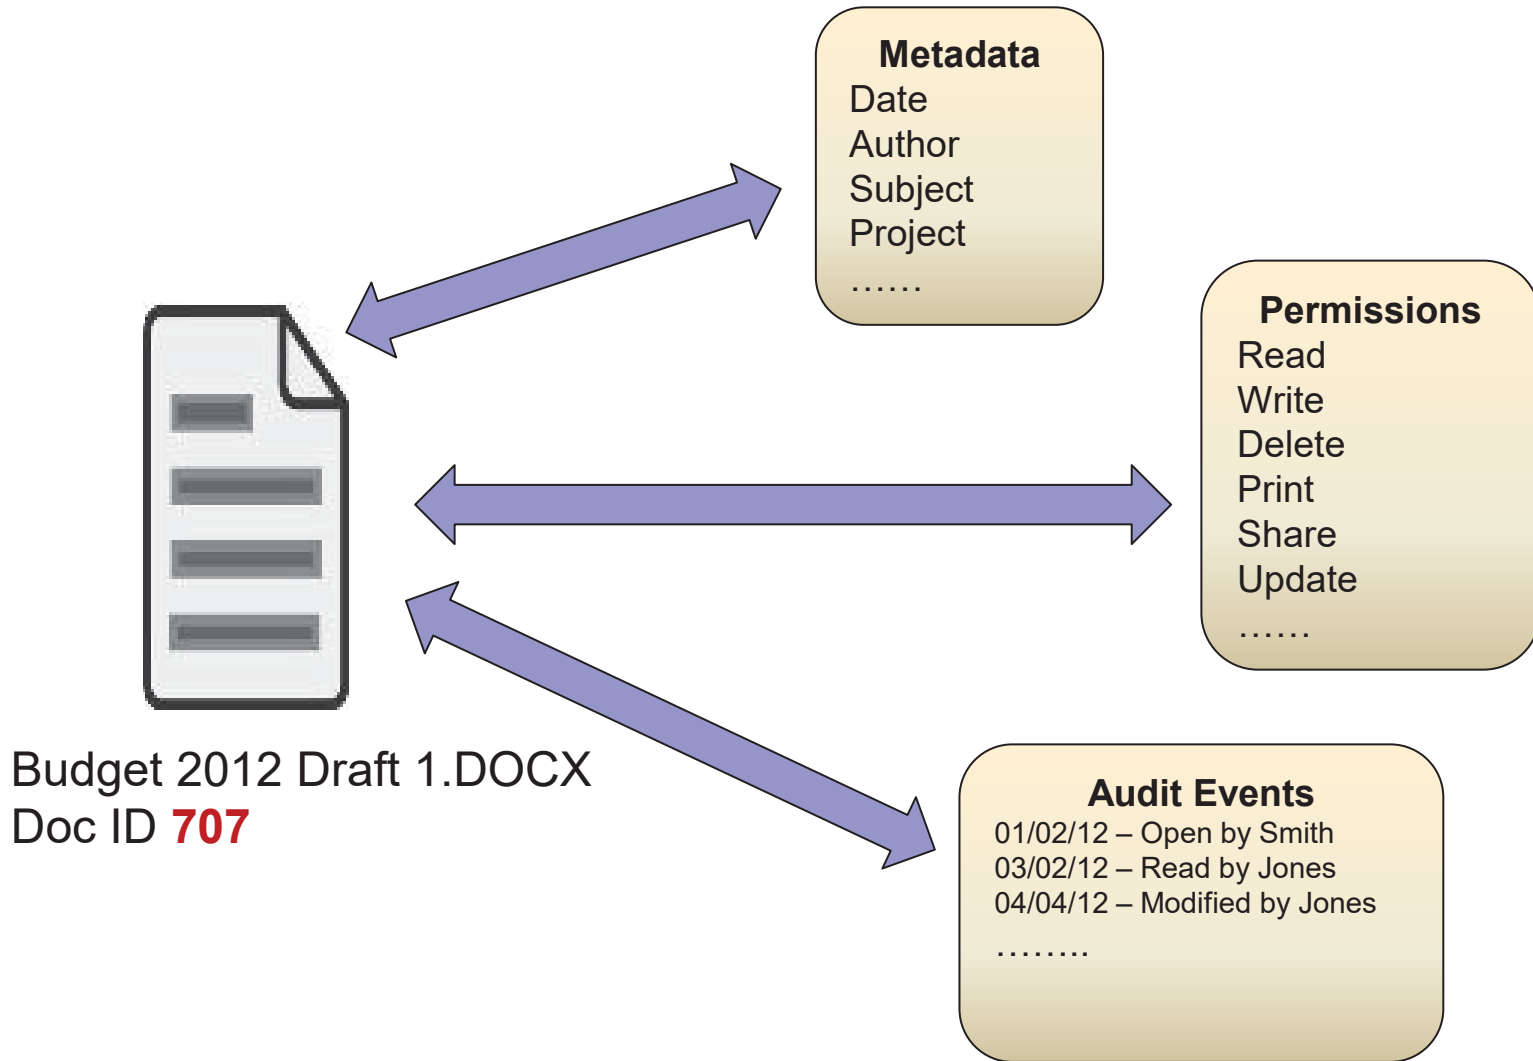 Metadata
Date
Author
Subject
Project
......
Permissions
Read
Write
Delete
Print
Share
Update
......
Budget 2012 Draft 1.DOCX
Doc ID 707
Audit Events
01/02/12 – Open by Smith
03/02/12 – Read by Jones
04/04/12 – Modified by Jones
........